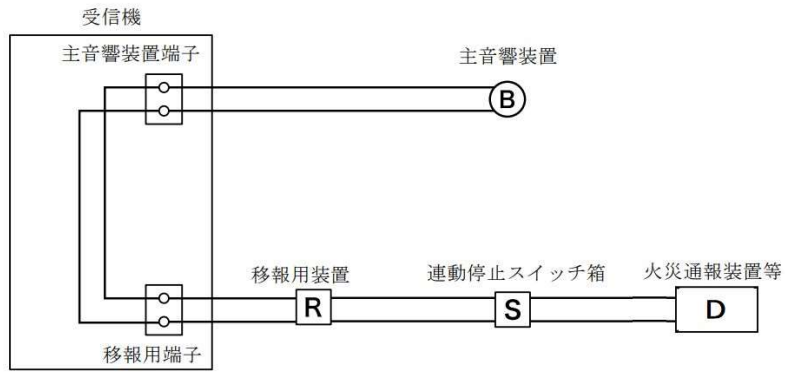 受信機
主音響装置端子
主音響装置
B
移報用装置
連動停止スイッチ箱
火災通報装置等
R
S
D
移報用端子